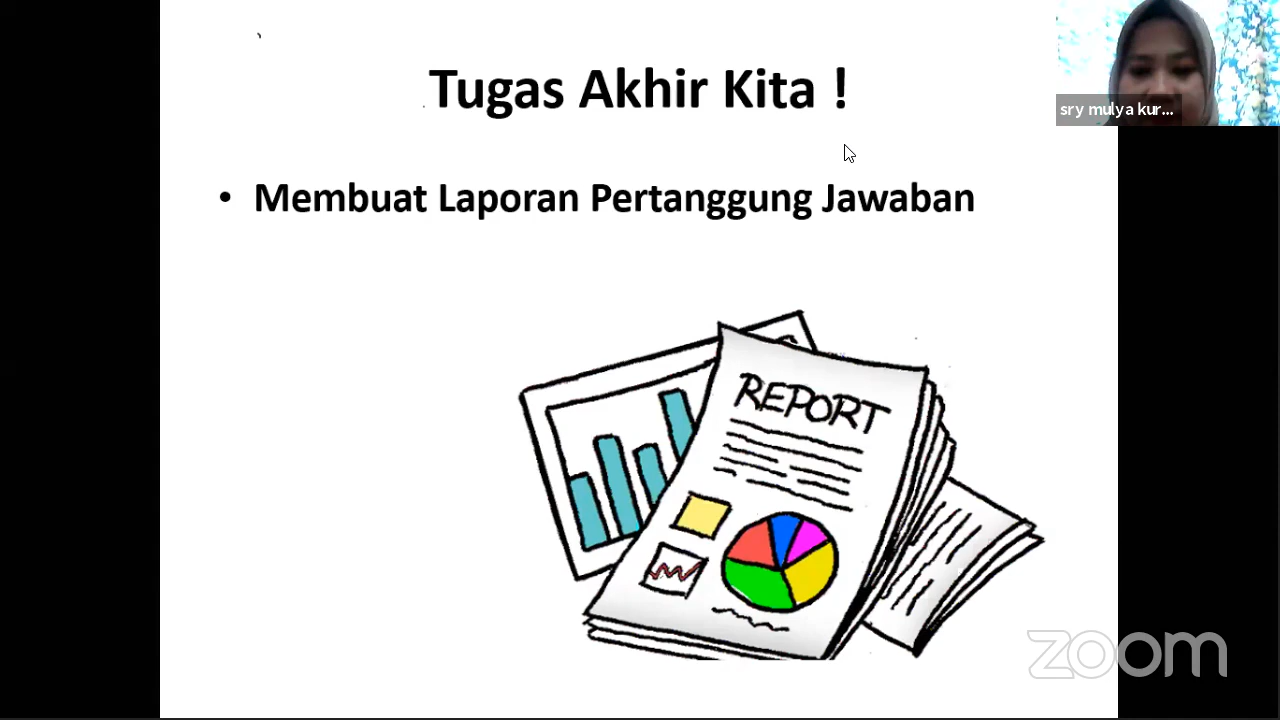 Tugas Akhir Kita !
sry mulya kur...
• Membuat Laporan Pertanggung Jawaban
REPORT
zoom